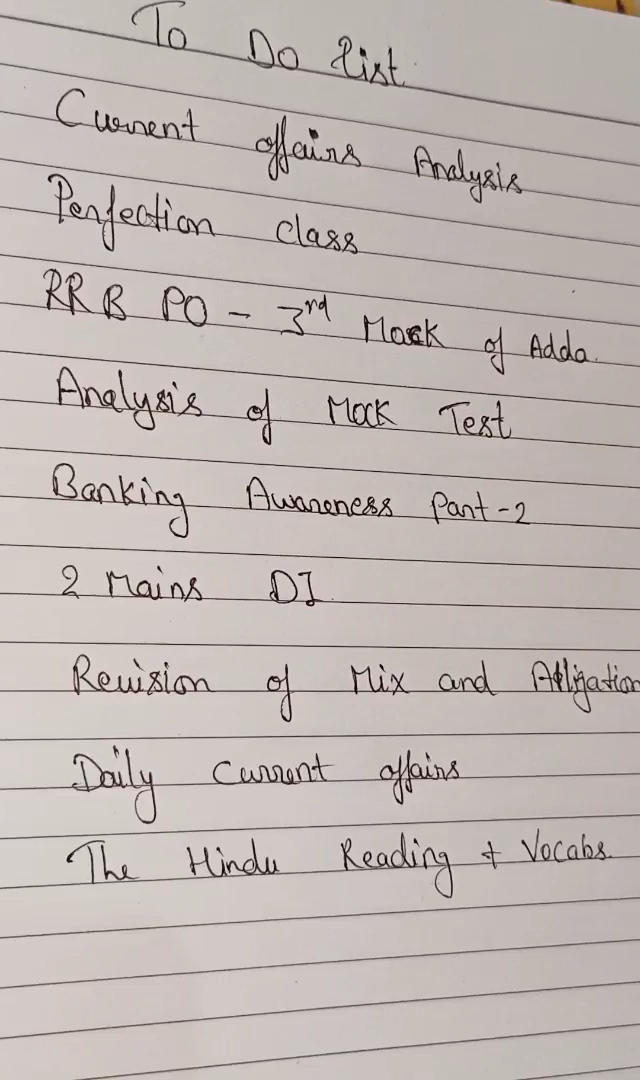 To Do list
Current affairs Analysis
Perfection class
RRB PO - 3rd Mock of Adda.
Analysis of Mock Test
Banking Awareness Part-2
2 Mains DI
Revision of Mix and Alligation
Daily Current affairs
The Hindu Reading + Vocabs.